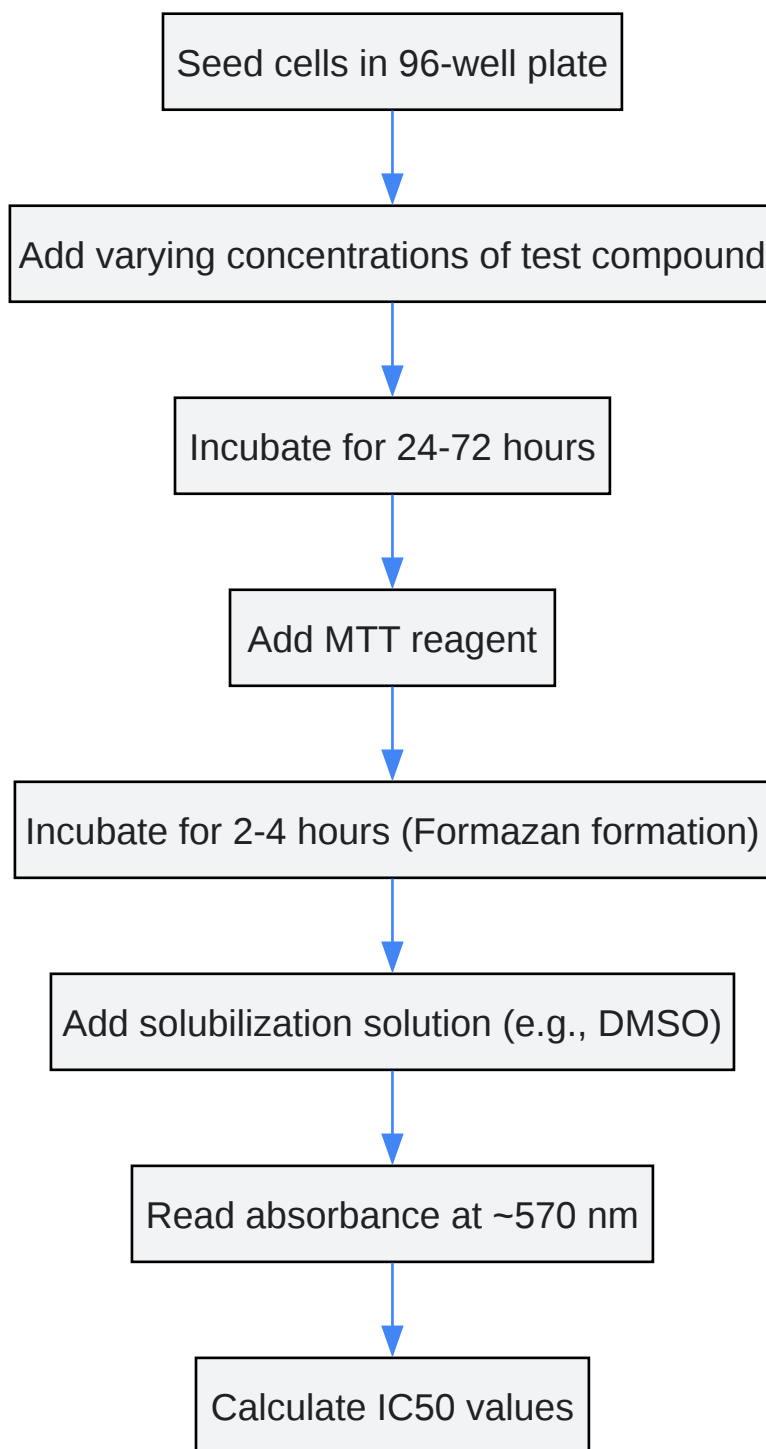 Seed cells in 96-well plate
Add varying concentrations of test compound
Incubate for 24-72 hours
Add MTT reagent
Incubate for 2-4 hours (Formazan formation)
Add solubilization solution (e.g., DMSO)
Read absorbance at ~570 nm
Calculate IC50 values